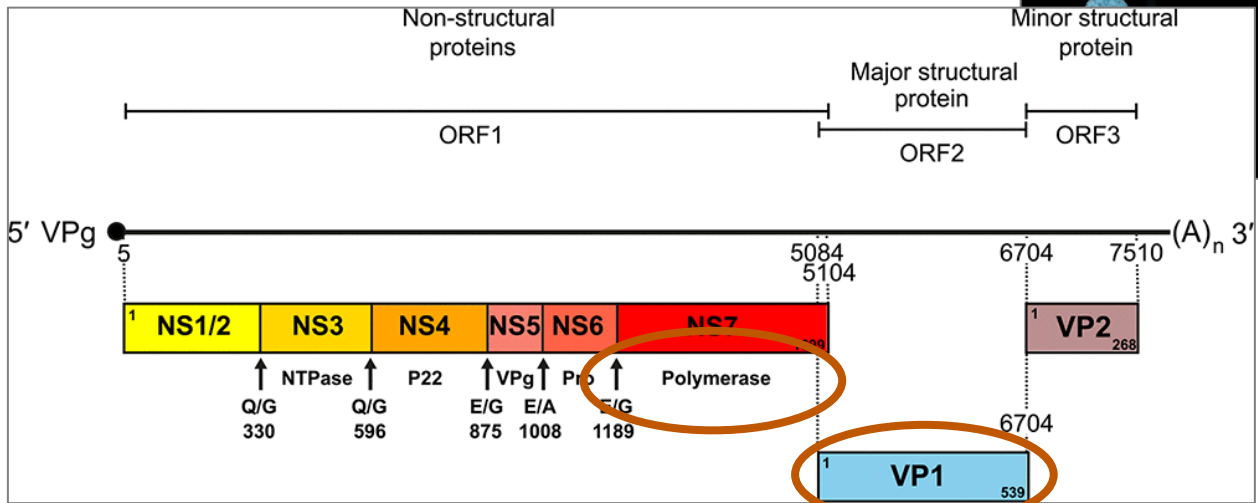 Non-structural
proteins
Minor structural
protein
Major structural
protein
ORF1
ORF2
ORF3
5′ VPg
(A)n 3′
5
5084
5104
6704
7510
1 NS1/2
NS3
NS4
NS5
NS6
NS7
1 VP2 268
NTPase
P22
VPg
Pro
Polymerase
Q/G
330
Q/G
596
E/G
875
E/A
1008
E/G
1189
6704
1 VP1 539